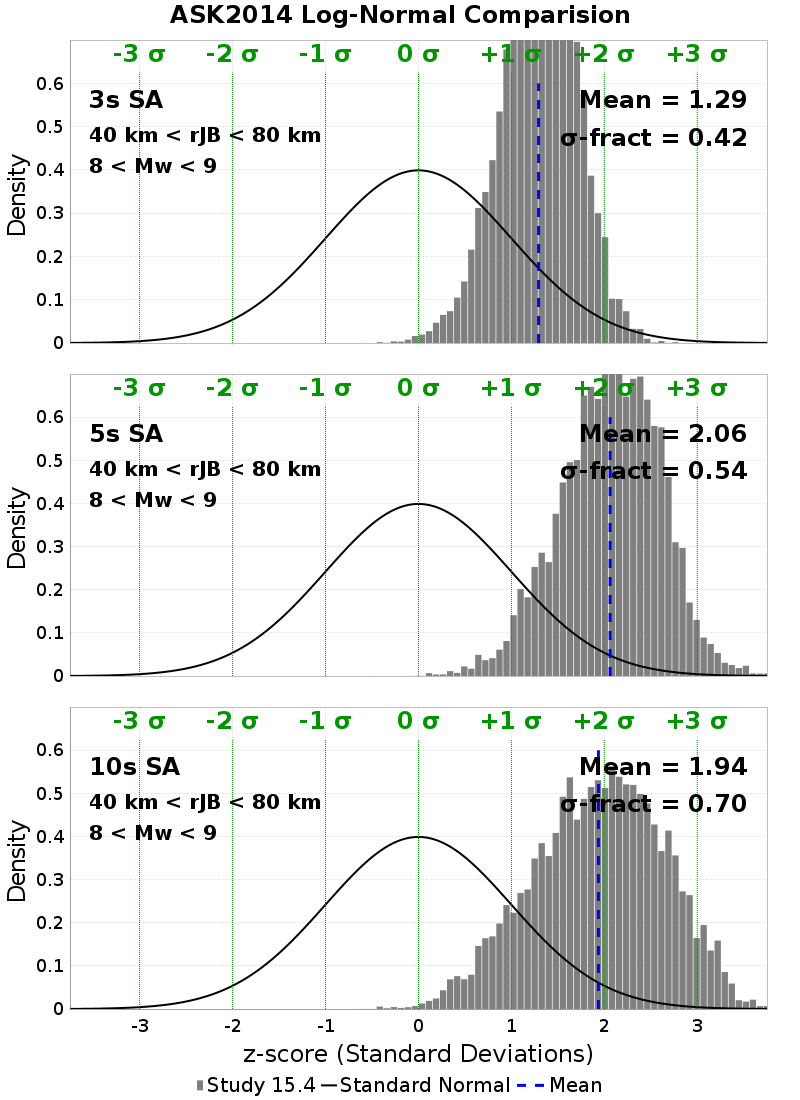 ASK2014 Log-Normal Comparision
-3 σ -2 σ -1 σ 0 σ +1 σ +2 σ +3 σ
3s SA
40 km < rJB < 80 km
8 < Mw < 9
Mean = 1.29
σ-fract = 0.42
Density
0.6
0.5
0.4
0.3
0.2
0.1
0
-3 σ -2 σ -1 σ 0 σ +1 σ +2 σ +3 σ
5s SA
40 km < rJB < 80 km
8 < Mw < 9
Mean = 2.06
σ-fract = 0.54
Density
0.6
0.5
0.4
0.3
0.2
0.1
0
-3 σ -2 σ -1 σ 0 σ +1 σ +2 σ +3 σ
10s SA
40 km < rJB < 80 km
8 < Mw < 9
Mean = 1.94
σ-fract = 0.70
Density
0.6
0.5
0.4
0.3
0.2
0.1
0
-3 -2 -1 0 1 2 3
z-score (Standard Deviations)
Study 15.4 Standard Normal Mean